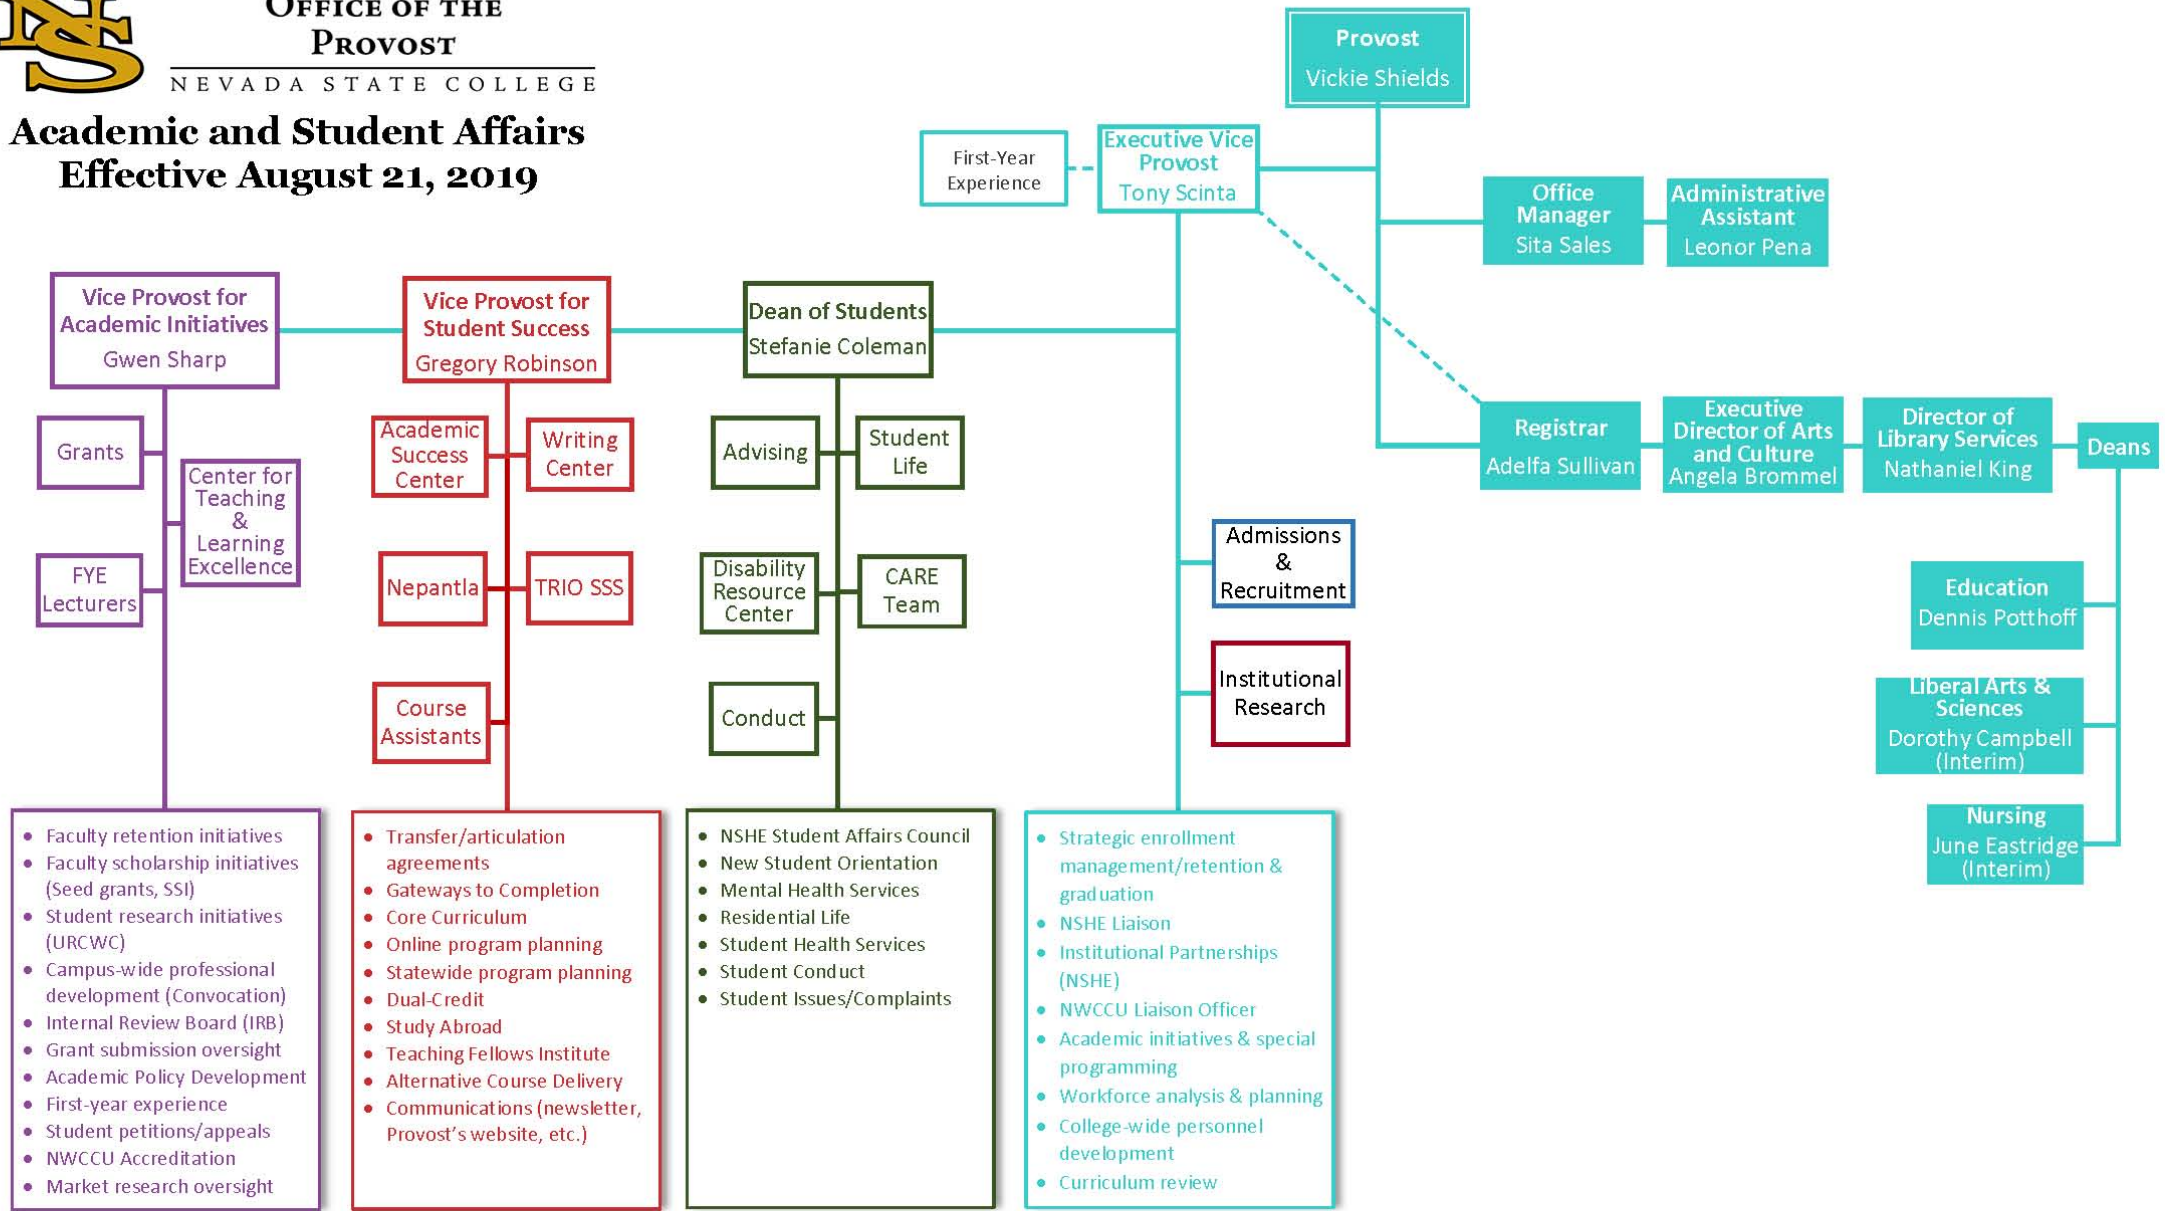 NS
OFFICE OF THE
PROVOST
NEVADA STATE COLLEGE
Academic and Student Affairs
Effective August 21, 2019
Provost
Vickie Shields
First-Year
Experience
Executive Vice
Provost
Tony Scinta
Office
Manager
Sita Sales
Administrative
Assistant
Leonor Pena
Vice Provost for
Academic Initiatives
Gwen Sharp
Vice Provost for
Student Success
Gregory Robinson
Dean of Students
Stefanie Coleman
Registrar
Adelfa Sullivan
Executive
Director of Arts
and Culture
Angela Brommel
Director of
Library Services
Nathaniel King
Deans
Grants
Center for
Teaching
&
Learning
Excellence
FYE
Lecturers
Academic
Success
Center
Writing
Center
Nepantla
TRIO SSS
Course
Assistants
Advising
Student
Life
Disability
Resource
Center
CARE
Team
Conduct
Admissions
&
Recruitment
Institutional
Research
Education
Dennis Potthoff
Liberal Arts &
Sciences
Dorothy Campbell
(Interim)
Nursing
June Eastridge
(Interim)
• Faculty retention initiatives
• Faculty scholarship initiatives
(Seed grants, SSI)
• Student research initiatives
(URCWC)
• Campus-wide professional
development (Convocation)
• Internal Review Board (IRB)
• Grant submission oversight
• Academic Policy Development
• First-year experience
• Student petitions/appeals
• NWCCU Accreditation
• Market research oversight
• Transfer/articulation
agreements
• Gateways to Completion
• Core Curriculum
• Online program planning
• Statewide program planning
• Dual-Credit
• Study Abroad
• Teaching Fellows Institute
• Alternative Course Delivery
• Communications (newsletter,
Provost's website, etc.)
• NSHE Student Affairs Council
• New Student Orientation
• Mental Health Services
• Residential Life
• Student Health Services
• Student Conduct
• Student Issues/Complaints
• Strategic enrollment
management/retention &
graduation
• NSHE Liaison
• Institutional Partnerships
(NSHE)
• NWCCU Liaison Officer
• Academic initiatives & special
programming
• Workforce analysis & planning
• College-wide personnel
development
• Curriculum review